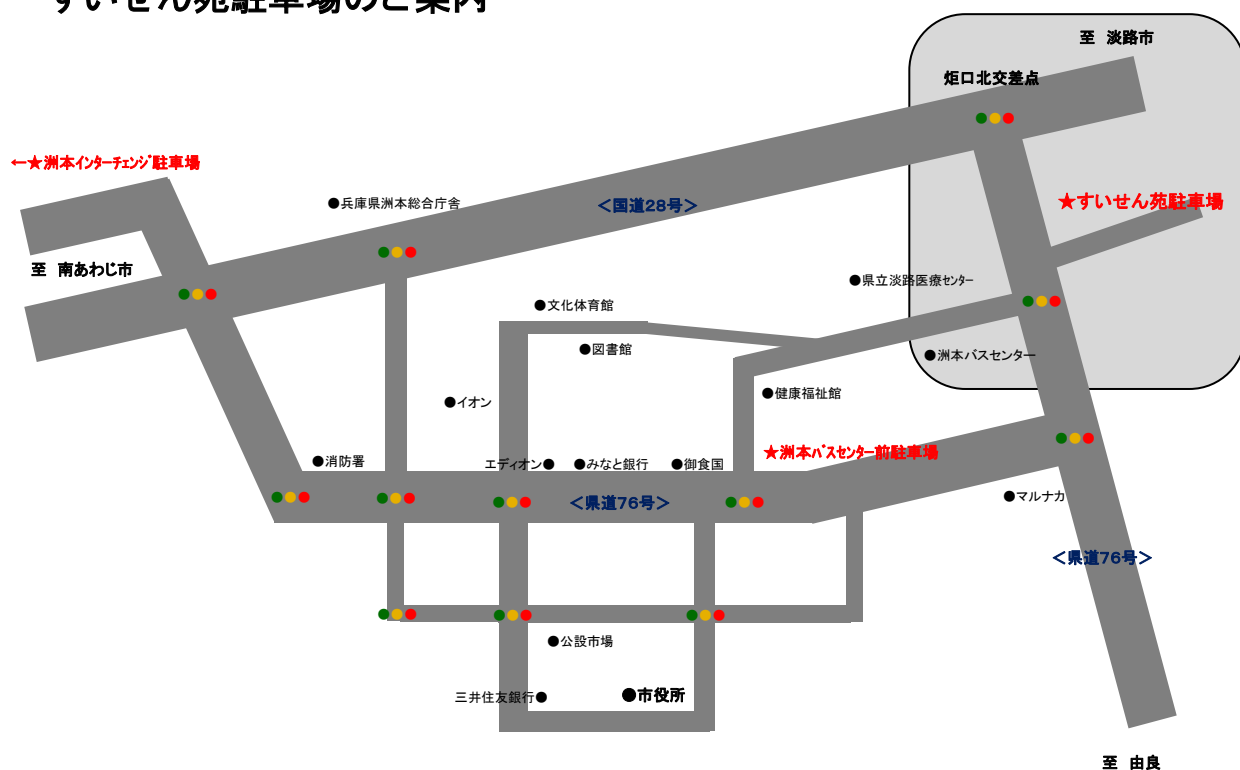 すいせん苑駐車場のご案内
至 淡路市
炬口北交差点
←★洲本インターチェンジ駐車場
●兵庫県洲本総合庁舎
＜国道28号＞
★すいせん苑駐車場
至 南あわじ市
●県立淡路医療センター
●文化体育館
●図書館
●洲本バスセンター
●イオン
●健康福祉館
★洲本バスセンター前駐車場
●消防署
エディオン●
●みなと銀行
●御食国
＜県道76号＞
●マルナカ
＜県道76号＞
●公設市場
三井住友銀行●
●市役所
至 由良